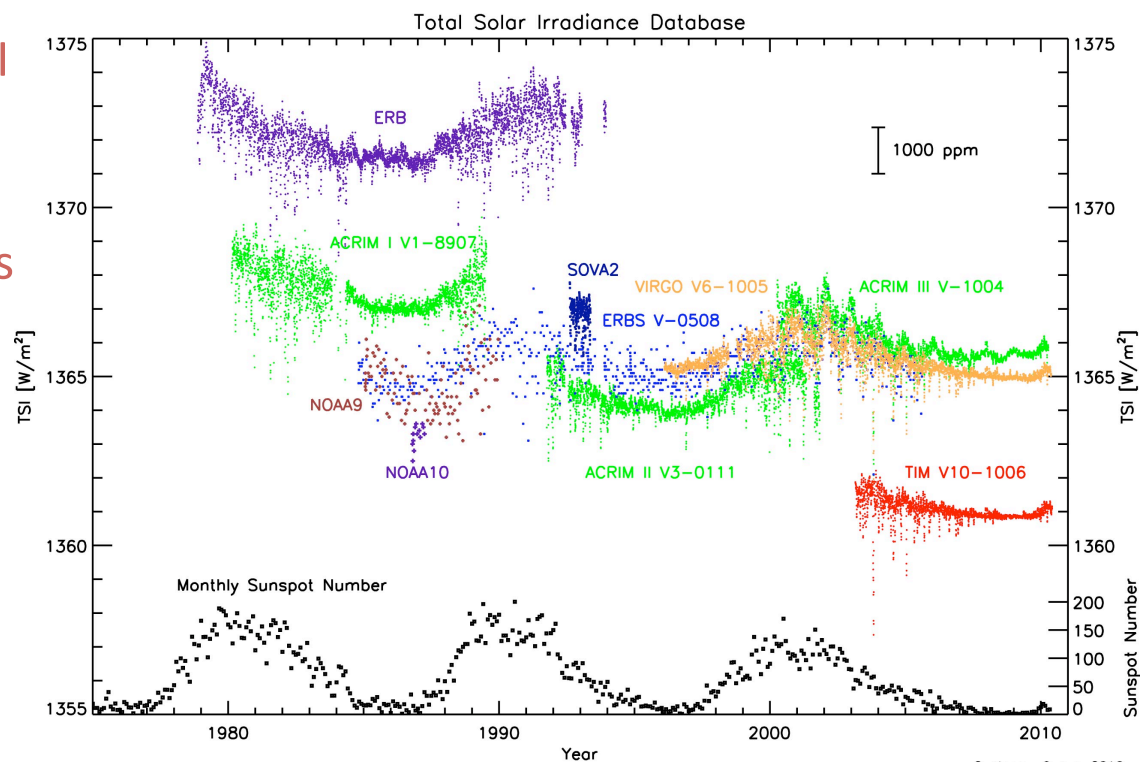 Total Solar Irradiance Database
1375
1375
ERB
1000 ppm
1370
1370
ACRIM I V1-8907
SOVA2
VIRGO V6-1005
ACRIM III V-1004
ERBS V-0508
TSI [W/m²]
TSI [W/m²]
1365
1365
NOAA9
NOAA10
ACRIM II V3-0111
TIM V10-1006
1360
1360
Monthly Sunspot Number
200
150
100
50
0
Sunspot Number
1355
1980
1990
2000
2010
Year